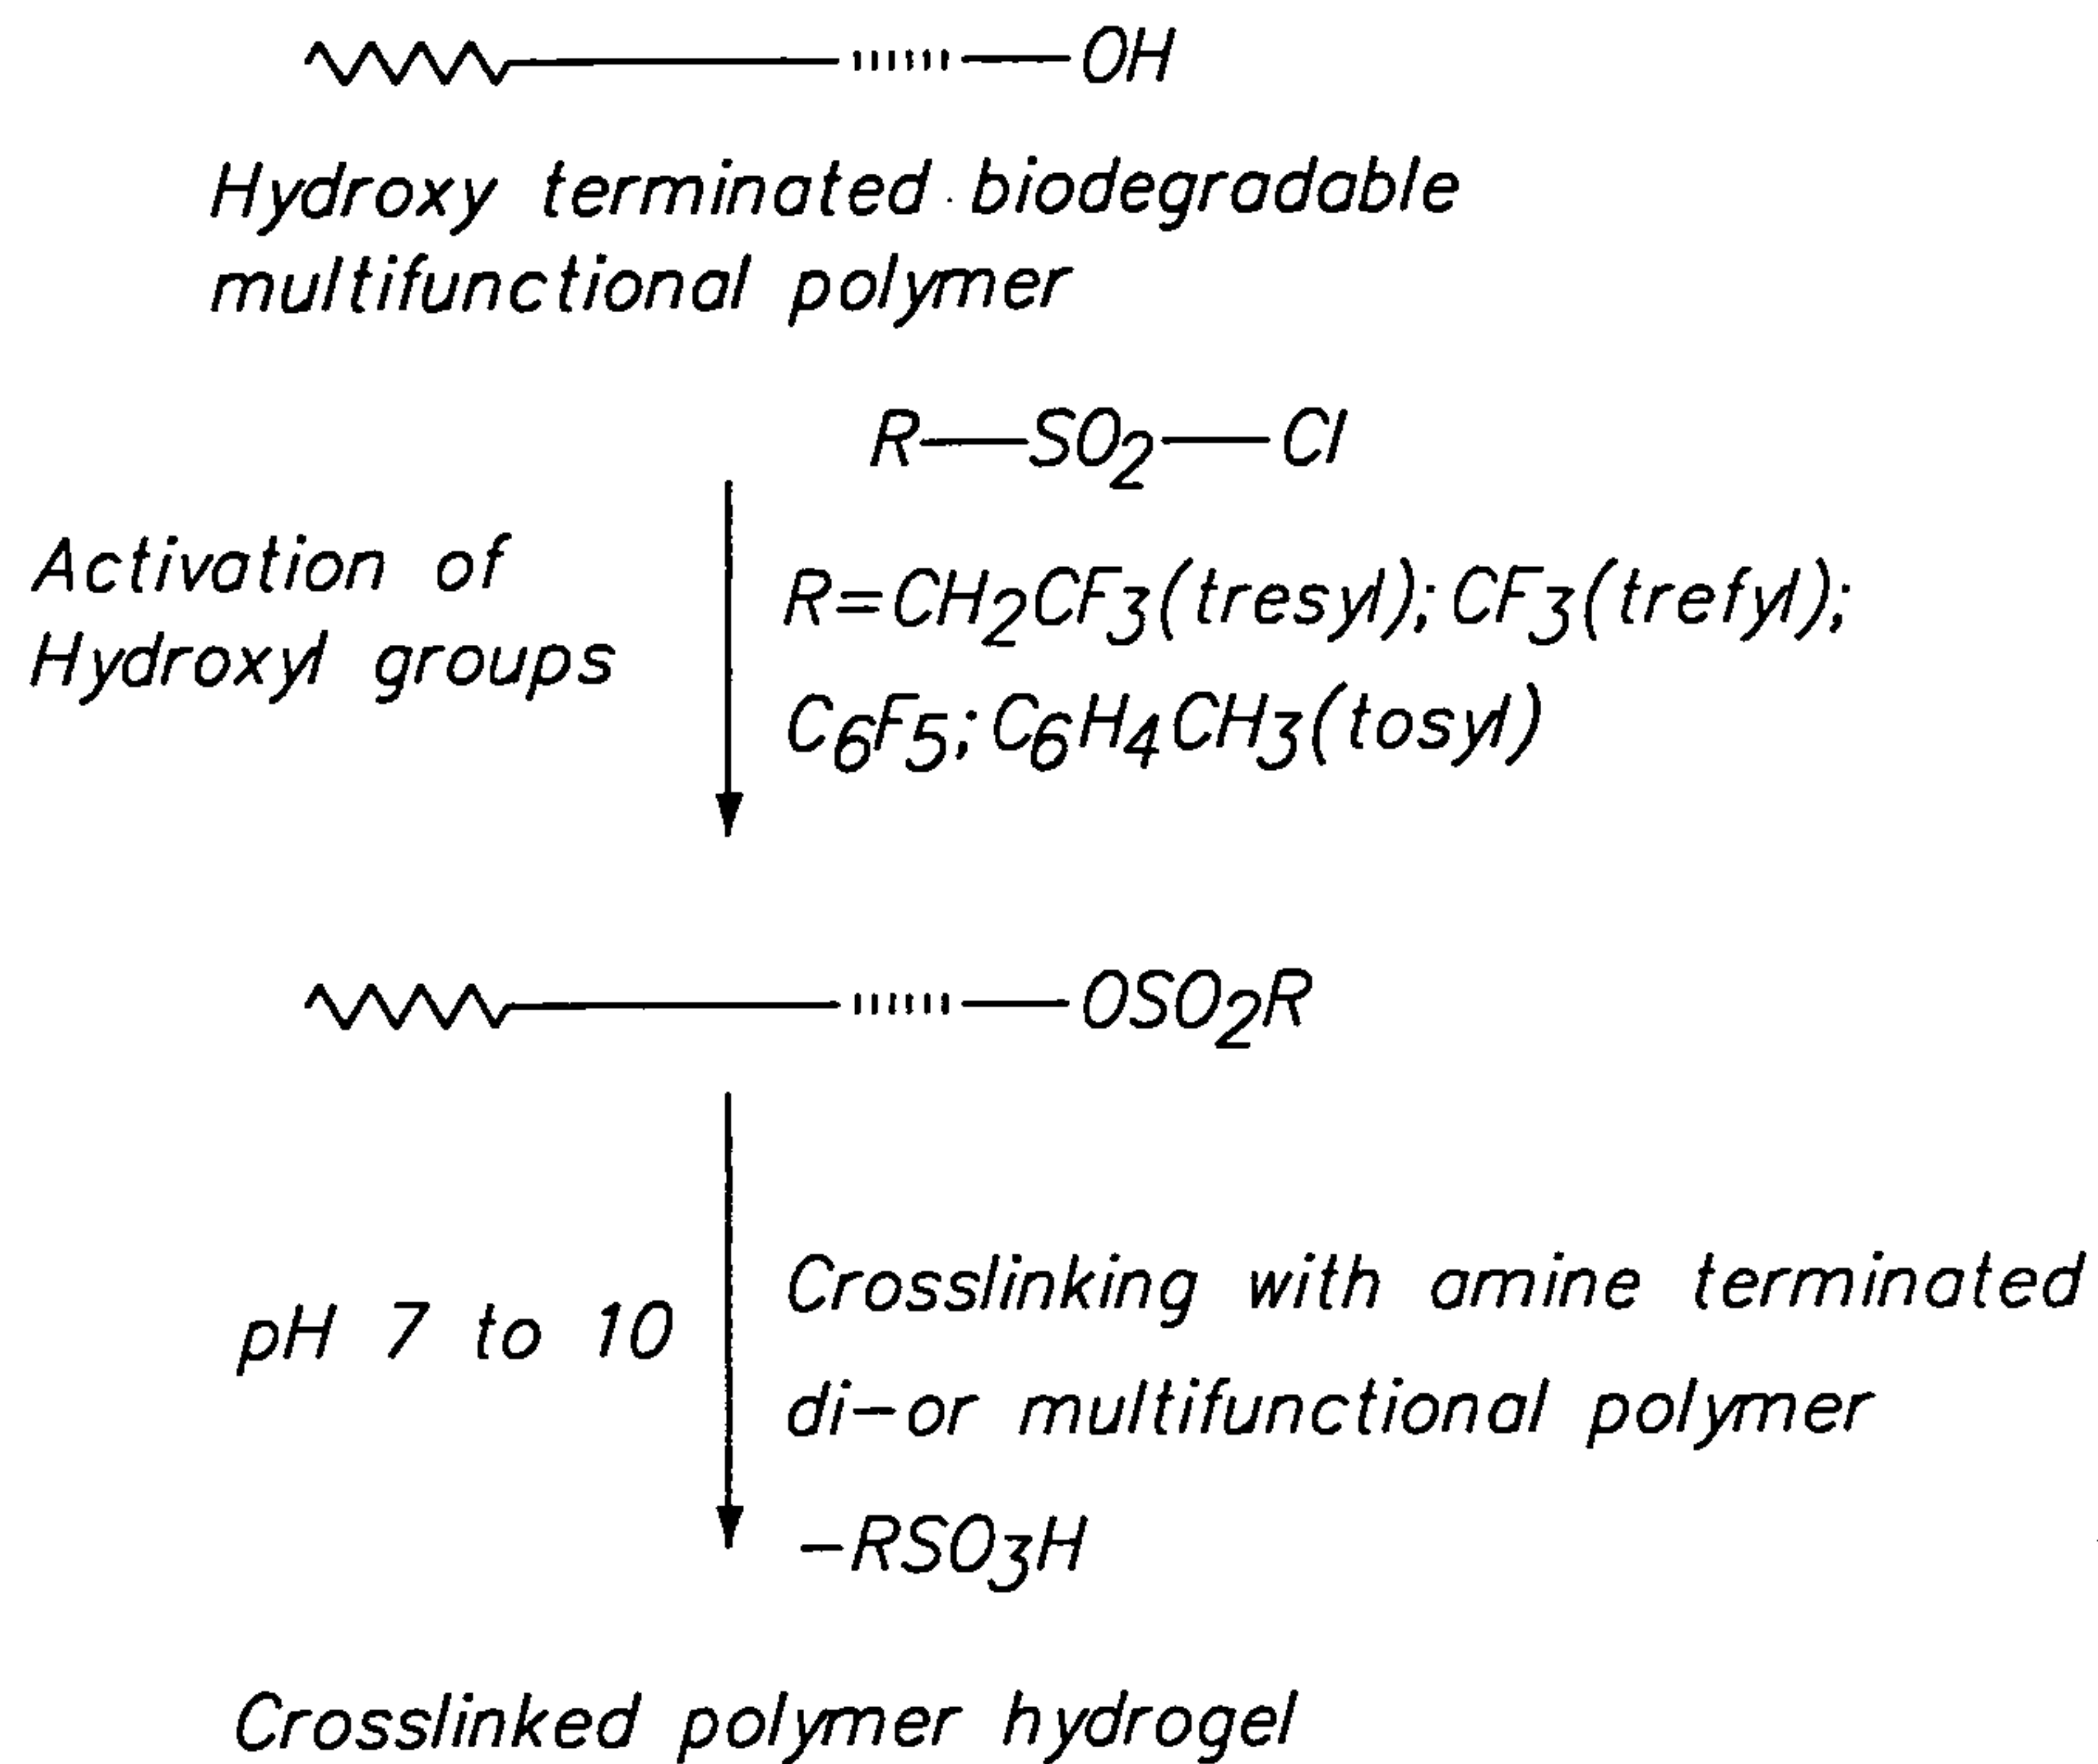 OH
Hydroxy terminated biodegradable
multifunctional polymer
R—SO2—Cl
Activation of
Hydroxyl groups
R=CH2CF3(tresyl); CF3(trefyl);
C6F5; C6H4CH3(tosyl)
OSO2R
pH 7 to 10
Crosslinking with amine terminated
di-or multifunctional polymer
-RSO3H
Crosslinked polymer hydrogel